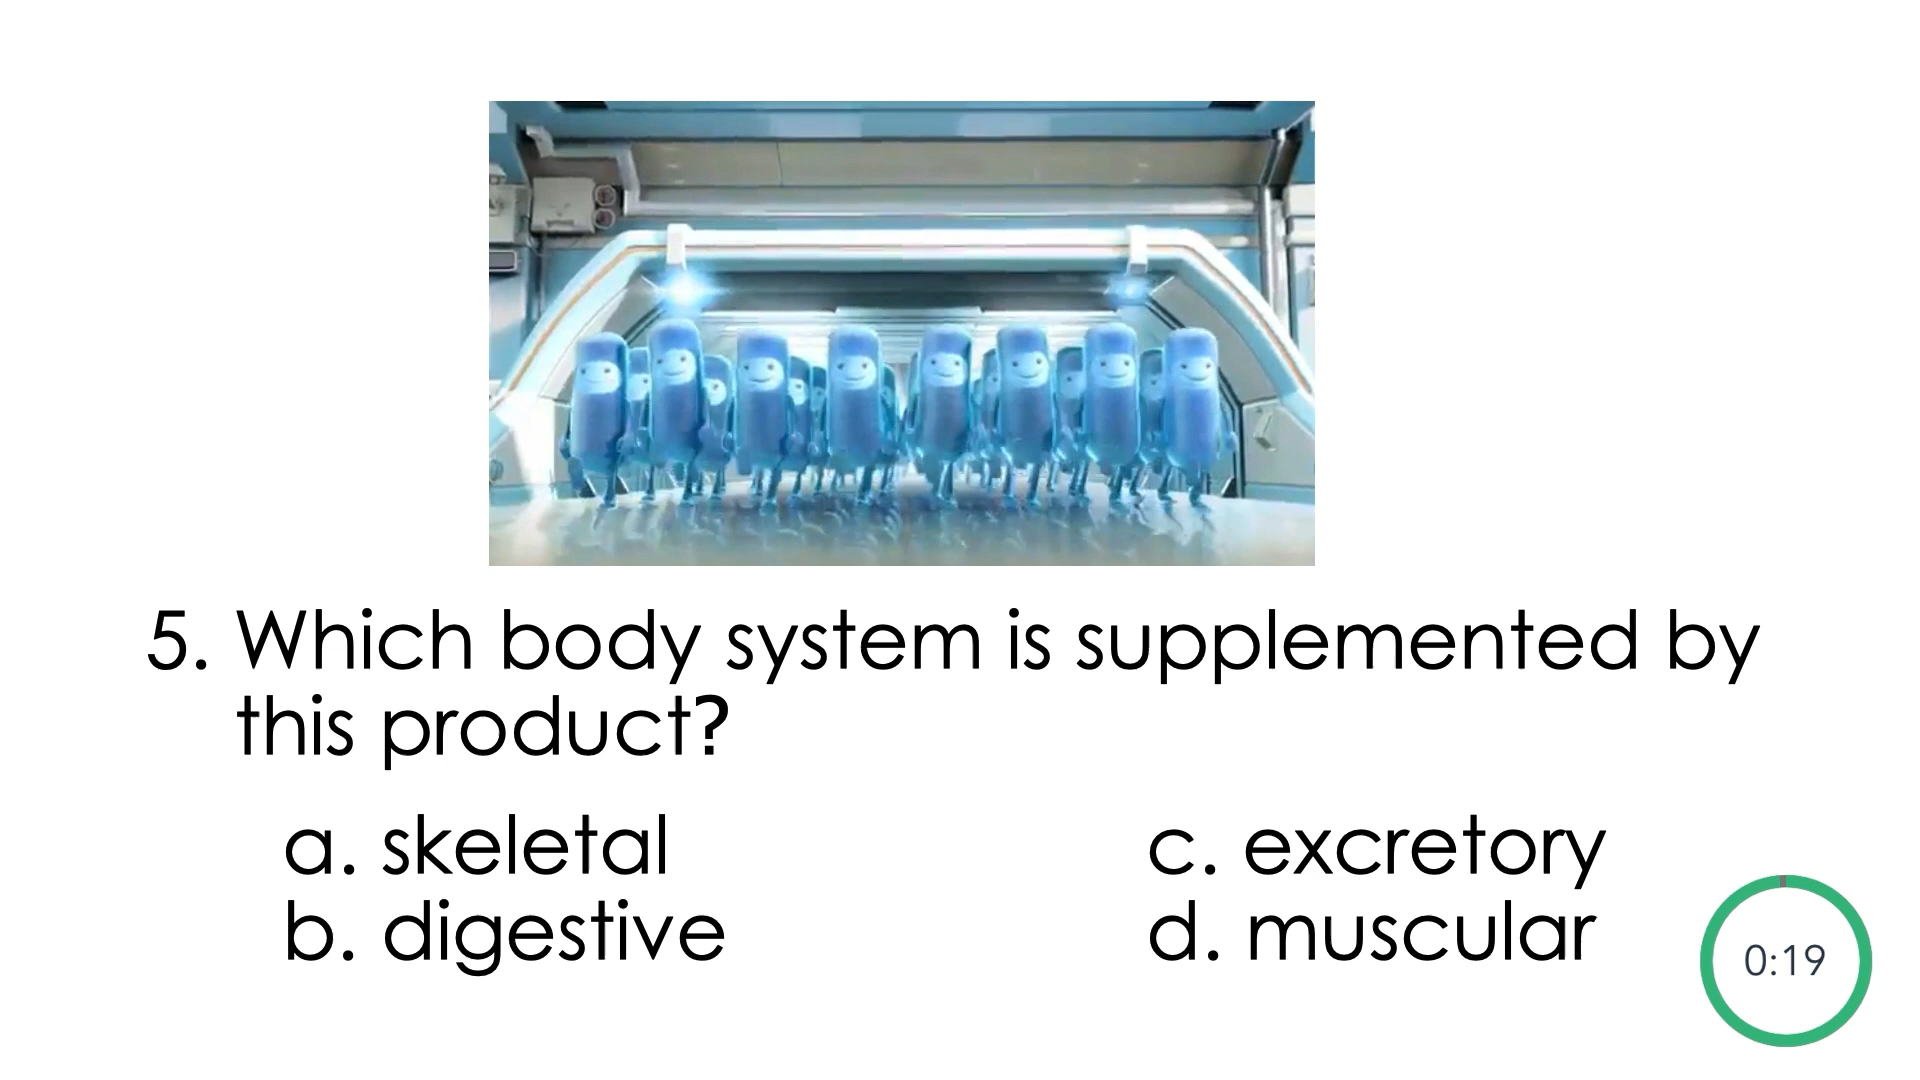 5. Which body system is supplemented by
this product?
a. skeletal
b. digestive
c. excretory
d. muscular
0:19